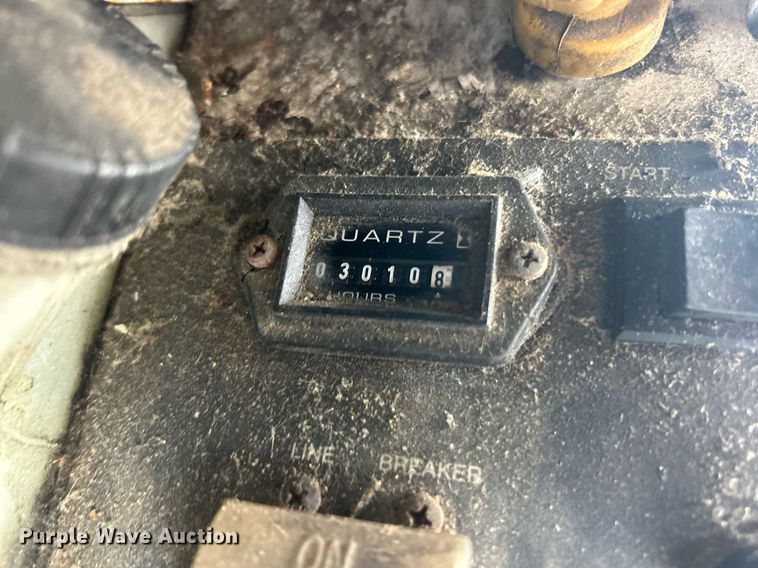 START
QUARTZ
030108
HOURS
LINE BREAKER
ON
Purple Wave Auction